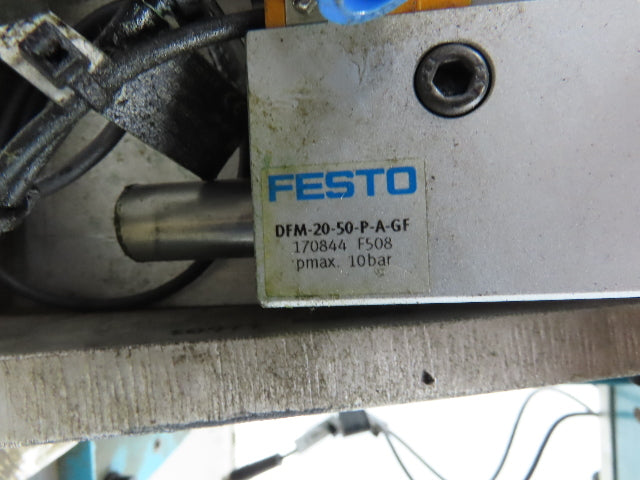 FESTO
DFM-20-50-P-A-GF
170844 F508
pmax. 10bar